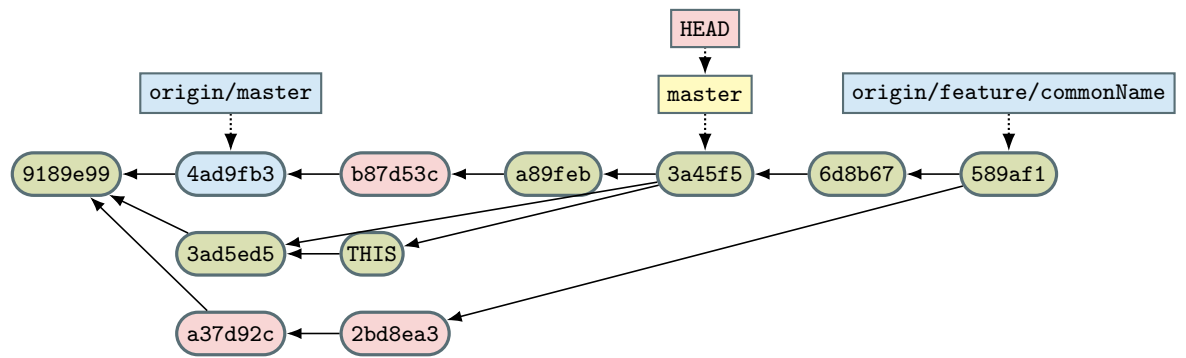 HEAD
origin/master
master
origin/feature/commonName
9189e99
4ad9fb3
b87d53c
a89feb
3a45f5
6d8b67
589af1
3ad5ed5
THIS
a37d92c
2bd8ea3